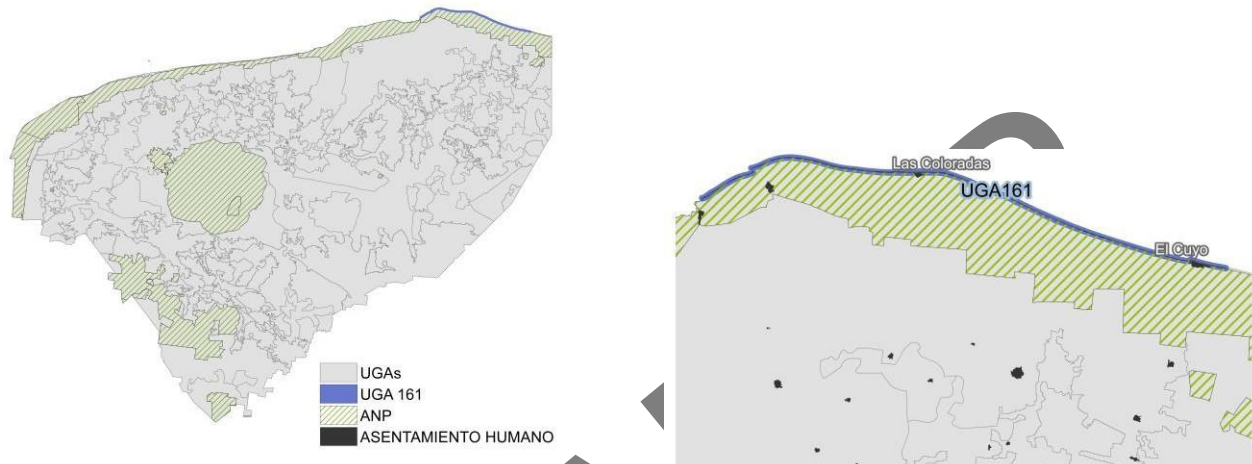 UGAs
UGA 161
ANP
ASENTAMIENTO HUMANO
Las Coloradas
UGA161
El Cuyo